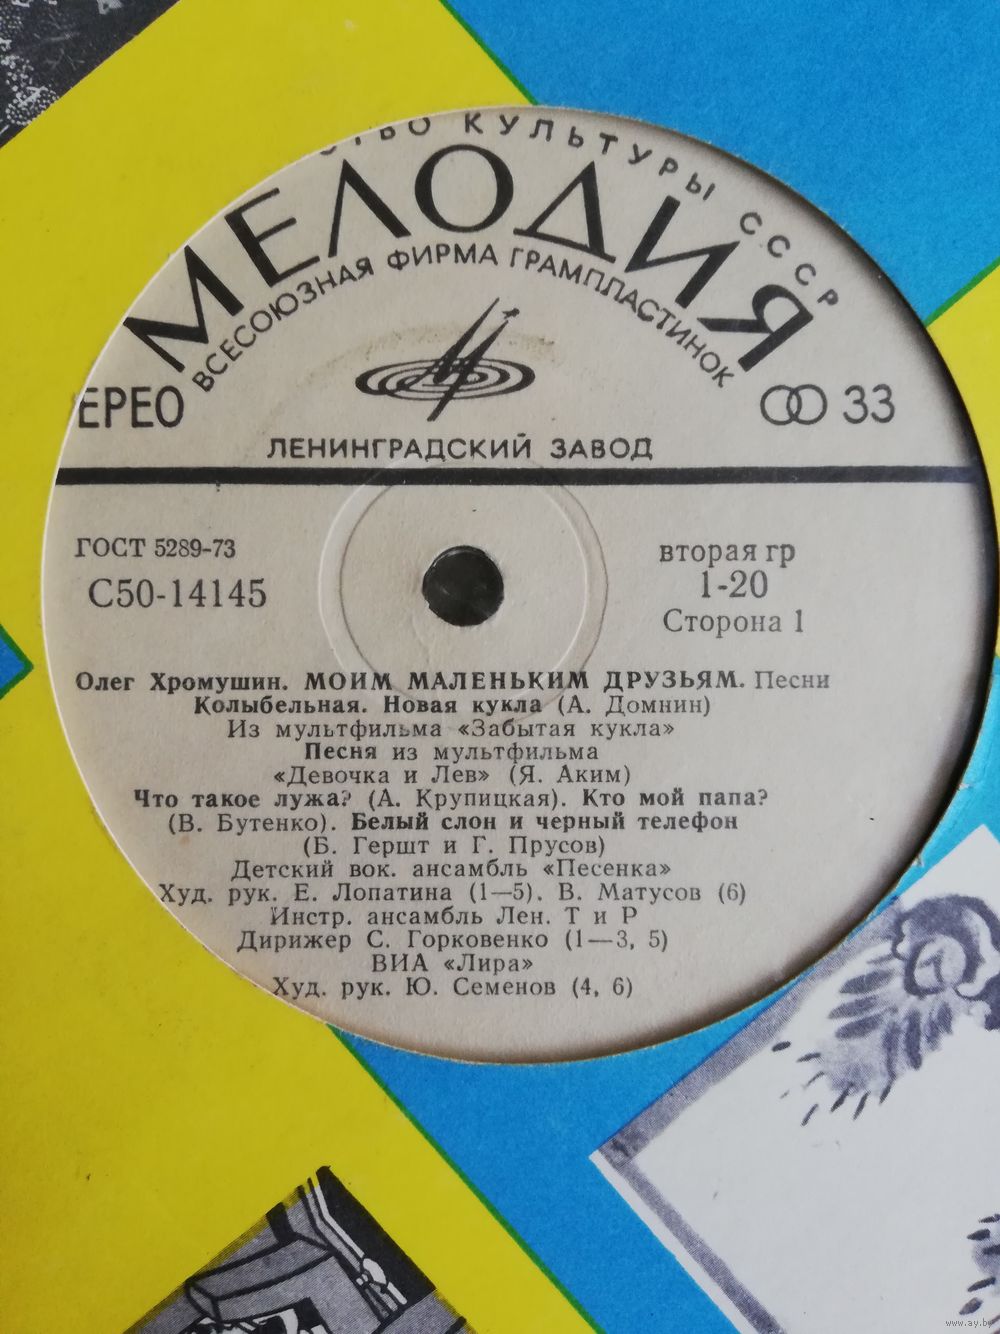 КУЛЬТУРЫ СССР
МЕЛОДИЯ
ВСЕСОЮЗНАЯ ФИРМА ГРАМПЛАСТИНОК
ЕРЕО
33
ЛЕНИНГРАДСКИЙ ЗАВОД
ГОСТ 5289-73
вторая гр
С50-14145
1-20
Сторона 1
Олег Хромушин. МОИМ МАЛЕНЬКИМ ДРУЗЬЯМ. Песни
Колыбельная. Новая кукла (А. Домнин)
Из мультфильма «Забытая кукла»
Песня из мультфильма
«Девочка и Лев» (Я. Аким)
Что такое лужа? (А. Крупицкая). Кто мой папа?
(В. Бутенко). Белый слон и черный телефон
(Б. Гершт и Г. Прусов)
Детский вок. ансамбль «Песенка»
Худ. рук. Е. Лопатина (1—5). В. Матусов (6)
Инстр. ансамбль Лен. Т и Р
Дирижер С. Горковенко (1—3, 5)
ВИА «Лира»
Худ. рук. Ю. Семенов (4, 6)
www.ay.by